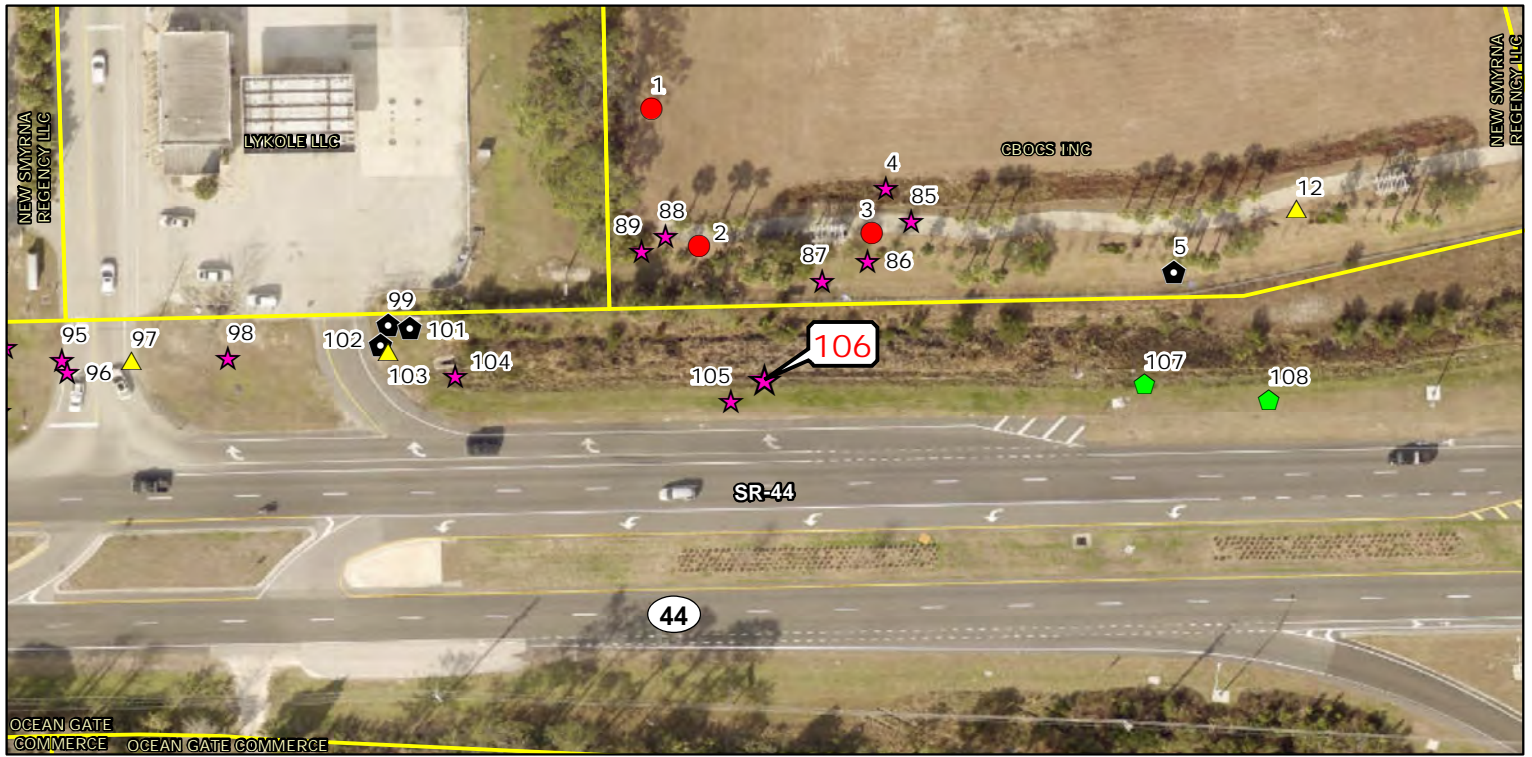 NEW SMYRNA
REGENCY LLC
LYKOLE LLC
CBOCS INC
NEW SMYRNA
REGENCY LLC
1
4
85
12
3
88
89
2
5
86
87
99
101
102
95
97
98
96
103
104
106
105
107
108
SR-44
44
OCEAN GATE
COMMERCE
OCEAN GATE COMMERCE